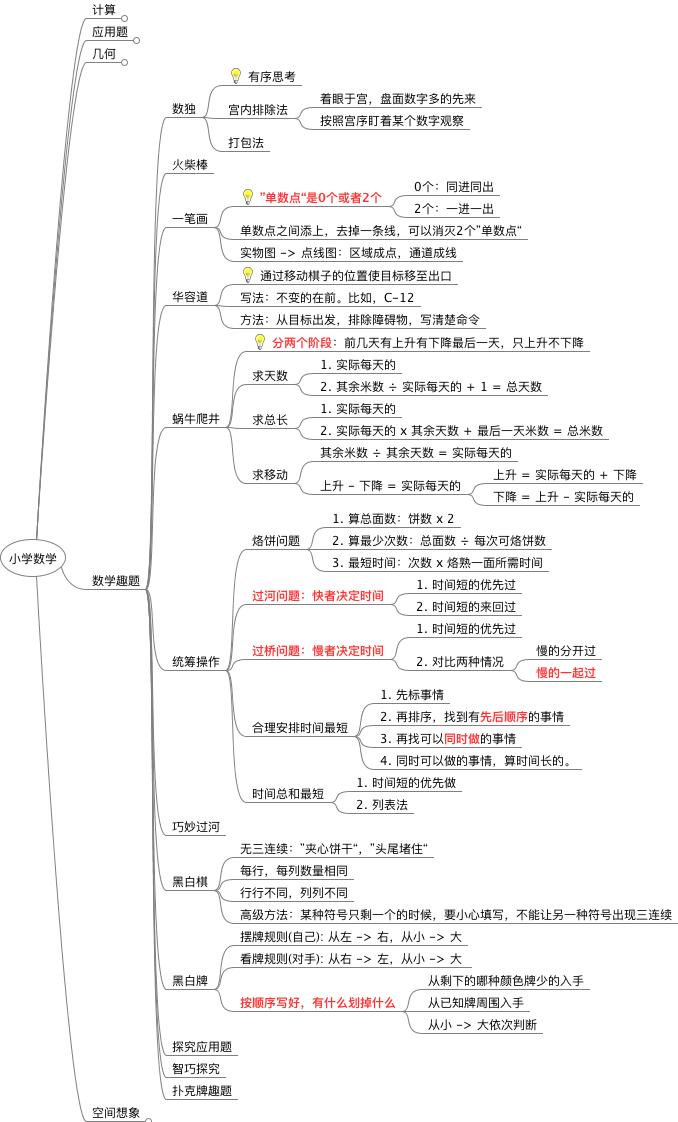 计算
应用题
几何
小学数学
数学趣题
数独
有序思考
宫内排除法
着眼于宫，盘面数字多的先来
按照宫序盯着某个数字观察
打包法
火柴棒
一笔画
”单数点“是0个或者2个
0个：同进同出
2个：一进一出
单数点之间添上，去掉一条线，可以消灭2个”单数点“
实物图 -> 点线图：区域成点，通道成线
华容道
通过移动棋子的位置使目标移至出口
写法：不变的在前。比如，C-12
方法：从目标出发，排除障碍物，写清楚命令
蜗牛爬井
分两个阶段：前几天有上升有下降最后一天，只上升不下降
求天数
1. 实际每天的
2. 其余米数 ÷ 实际每天的 + 1 = 总天数
求总长
1. 实际每天的
2. 实际每天的 x 其余天数 + 最后一天米数 = 总米数
求移动
其余米数 ÷ 其余天数 = 实际每天的
上升 - 下降 = 实际每天的
上升 = 实际每天的 + 下降
下降 = 上升 - 实际每天的
统筹操作
烙饼问题
1. 算总面数：饼数 x 2
2. 算最少次数：总面数 ÷ 每次可烙饼数
3. 最短时间：次数 x 烙熟一面所需时间
过河问题：快者决定时间
1. 时间短的优先过
2. 时间短的来回过
过桥问题：慢者决定时间
1. 时间短的优先过
2. 对比两种情况
慢的分开过
慢的一起过
合理安排时间最短
1. 先标事情
2. 再排序，找到有先后顺序的事情
3. 再找可以同时做的事情
4. 同时可以做的事情，算时间长的。
时间总和最短
1. 时间短的优先做
2. 列表法
巧妙过河
黑白棋
无三连续：”夹心饼干“，”头尾堵住“
每行，每列数量相同
行行不同，列列不同
高级方法：某种符号只剩一个的时候，要小心填写，不能让另一种符号出现三连续
黑白牌
摆牌规则(自己): 从左 -> 右，从小 -> 大
看牌规则(对手): 从右 -> 左，从小 -> 大
按顺序写好，有什么划掉什么
从剩下的哪种颜色牌少的入手
从已知牌周围入手
从小 -> 大依次判断
探究应用题
智巧探究
扑克牌趣题
空间想象